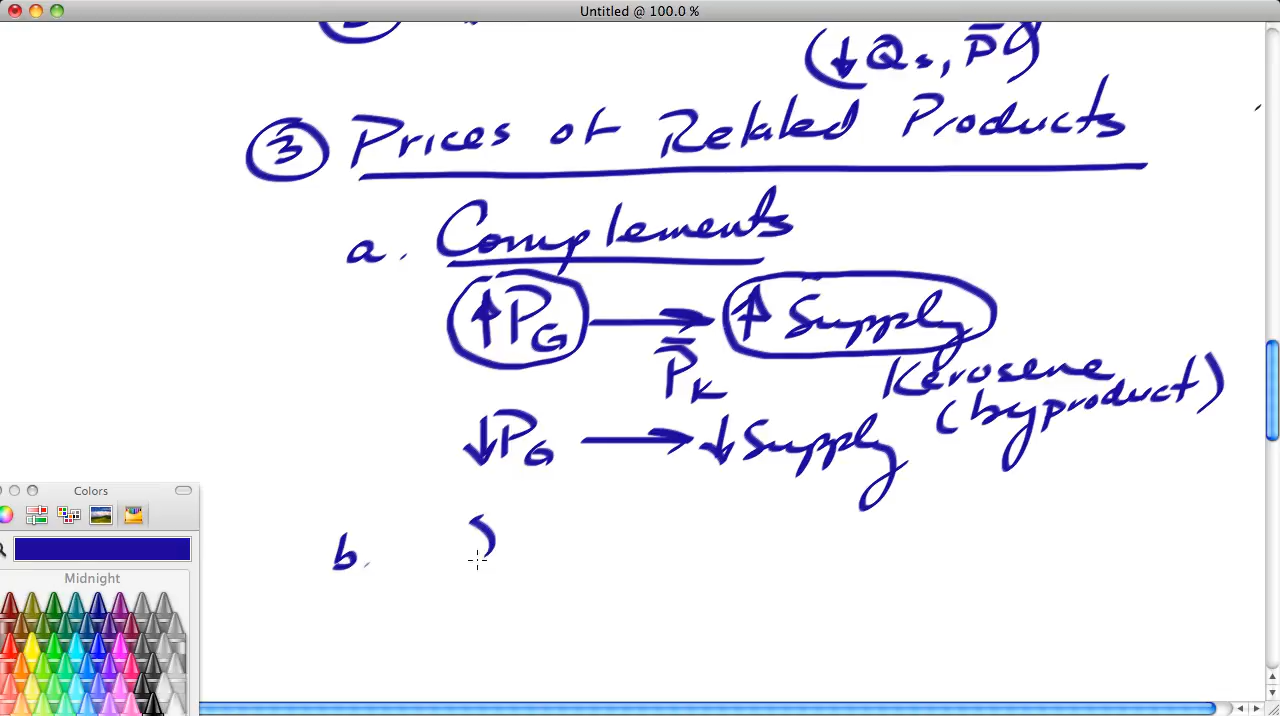 Untitled @ 100.0 %
(↓ Qs, P̄
③ Prices of Related Products
a. Complements
↑ PG → ↑ Supply
P̄K
Kerosene
(byproduct)
↓ PG → ↓ Supply
b.
Colors
Midnight